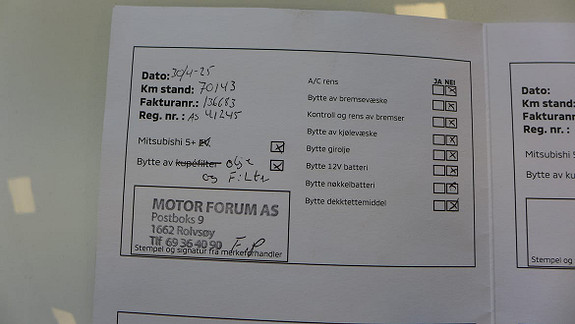 Dato: 30/4-25
Km stand: 70143
Fakturanr.: 136683
Reg. nr. : AS 41245
Mitsubishi 5+
Bytte av kupéfilter olje
og Filter
MOTOR FORUM AS
Postboks 9
1662 Rolvsøy
Tlf 69 36 40 90
Stempel og signatur fra merkeforhandler
JA NEI
A/C rens
Bytte av bremsevæske
Kontroll og rens av bremser
Bytte av kjølevæske
Bytte girolje
Bytte 12V batteri
Bytte nøkkelbatteri
Bytte dekktettemiddel
Dato:
Km stand
Fakturanr
Reg. nr. :
Mitsubishi 5
Bytte av ku
Stempel og